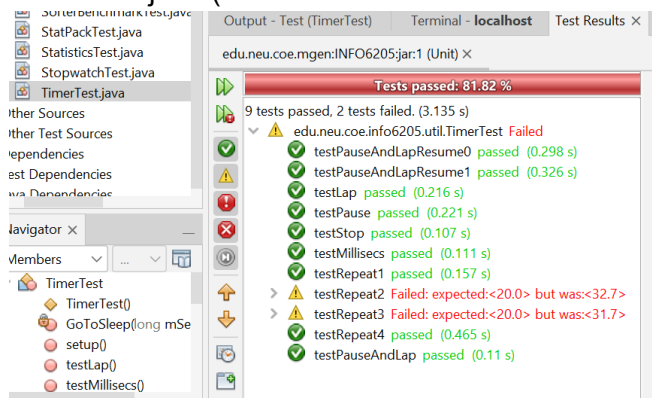 SorterBenchmarkTest.java
StatPackTest.java
StatisticsTest.java
StopwatchTest.java
TimerTest.java
Other Sources
Other Test Sources
Dependencies
Test Dependencies
Java Dependencies
Navigator ×
Members
...
TimerTest
TimerTest()
GoToSleep(long mSe
setup()
testLap()
testMillisecs()
Output - Test (TimerTest) Terminal - localhost Test Results ×
edu.neu.coe.mgen:INFO6205:jar:1 (Unit) ×
Tests passed: 81.82 %
9 tests passed, 2 tests failed. (3.135 s)
edu.neu.coe.info6205.util.TimerTest Failed
testPauseAndLapResume0 passed (0.298 s)
testPauseAndLapResume1 passed (0.326 s)
testLap passed (0.216 s)
testPause passed (0.221 s)
testStop passed (0.107 s)
testMillisecs passed (0.111 s)
testRepeat1 passed (0.157 s)
testRepeat2 Failed: expected:<20.0> but was:<32.7>
testRepeat3 Failed: expected:<20.0> but was:<31.7>
testRepeat4 passed (0.465 s)
testPauseAndLap passed (0.11 s)